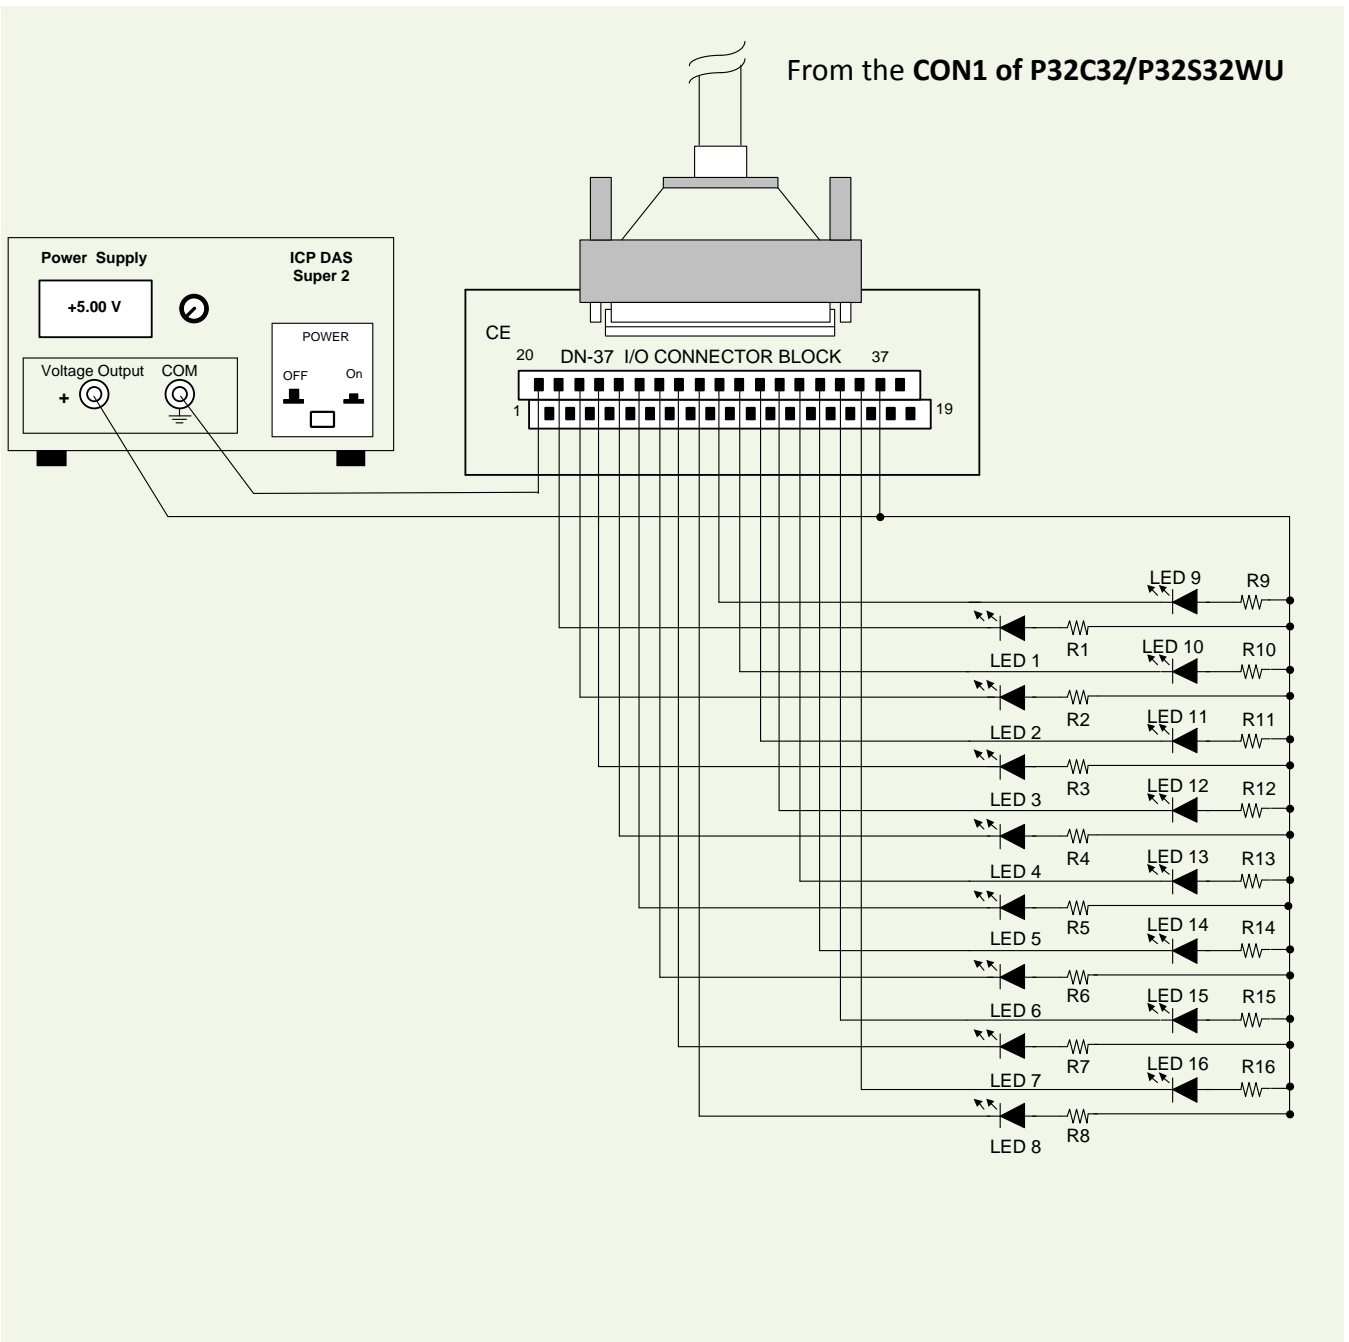 From the CON1 of P32C32/P32S32WU
Power Supply
ICP DAS
Super 2
+5.00 V
POWER
OFF
On
Voltage Output
COM
+
CE
20
DN-37 I/O CONNECTOR BLOCK
37
1
19
LED 9
R9
R1
LED 1
LED 10
R10
R2
LED 2
LED 11
R11
R3
LED 3
LED 12
R12
R4
LED 4
LED 13
R13
R5
LED 5
LED 14
R14
R6
LED 6
LED 15
R15
R7
LED 7
LED 16
R16
R8
LED 8